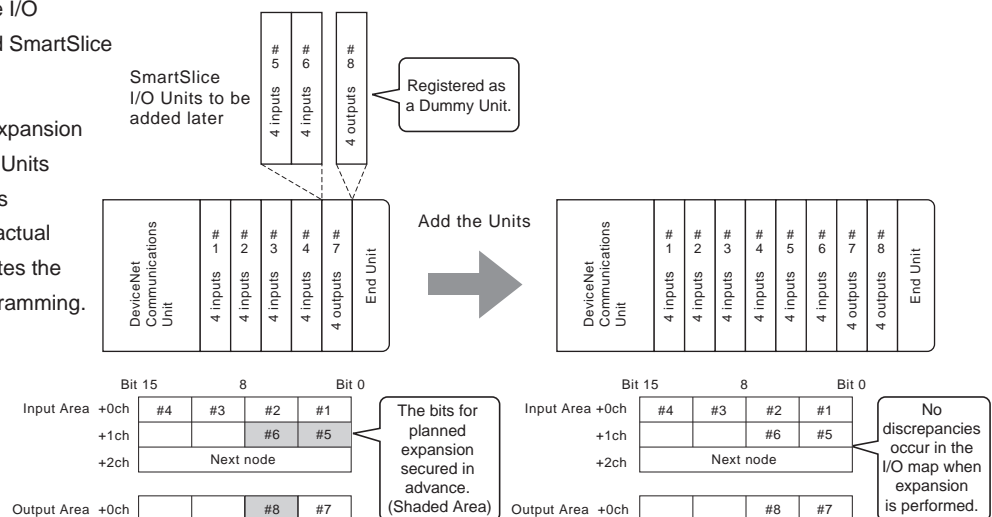 I/O
SmartSlice
xpansion
Units
s
actual
tes the
ramming.
SmartSlice
I/O Units to be
added later
#5 4 inputs
#6 4 inputs
#8 4 outputs
Registered as
a Dummy Unit.
DeviceNet
Communications
Unit
#1 4 inputs
#2 4 inputs
#3 4 inputs
#4 4 inputs
#7 4 outputs
End Unit
Add the Units
DeviceNet
Communications
Unit
#1 4 inputs
#2 4 inputs
#3 4 inputs
#4 4 inputs
#5 4 inputs
#6 4 inputs
#7 4 outputs
#8 4 outputs
End Unit
Bit 15 8 Bit 0
Input Area +0ch #4 #3 #2 #1
+1ch #6 #5
+2ch Next node
Output Area +0ch #8 #7
The bits for
planned
expansion
secured in
advance.
(Shaded Area)
Bit 15 8 Bit 0
Input Area +0ch #4 #3 #2 #1
+1ch #6 #5
+2ch Next node
Output Area +0ch #8 #7
No
discrepancies
occur in the
I/O map when
expansion
is performed.